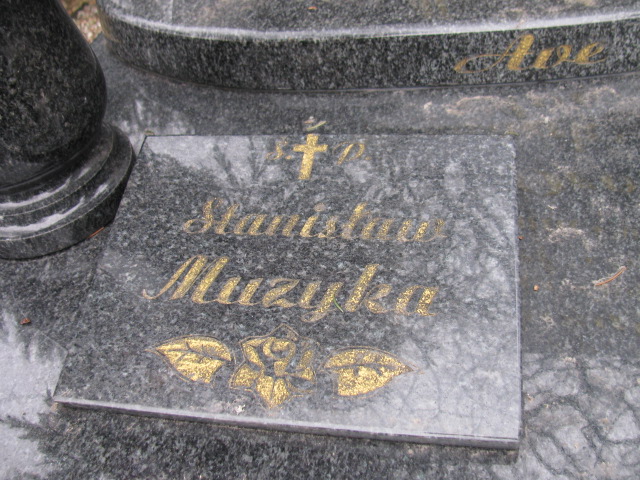 Ave
Ś P
Stanisław
Muzyka